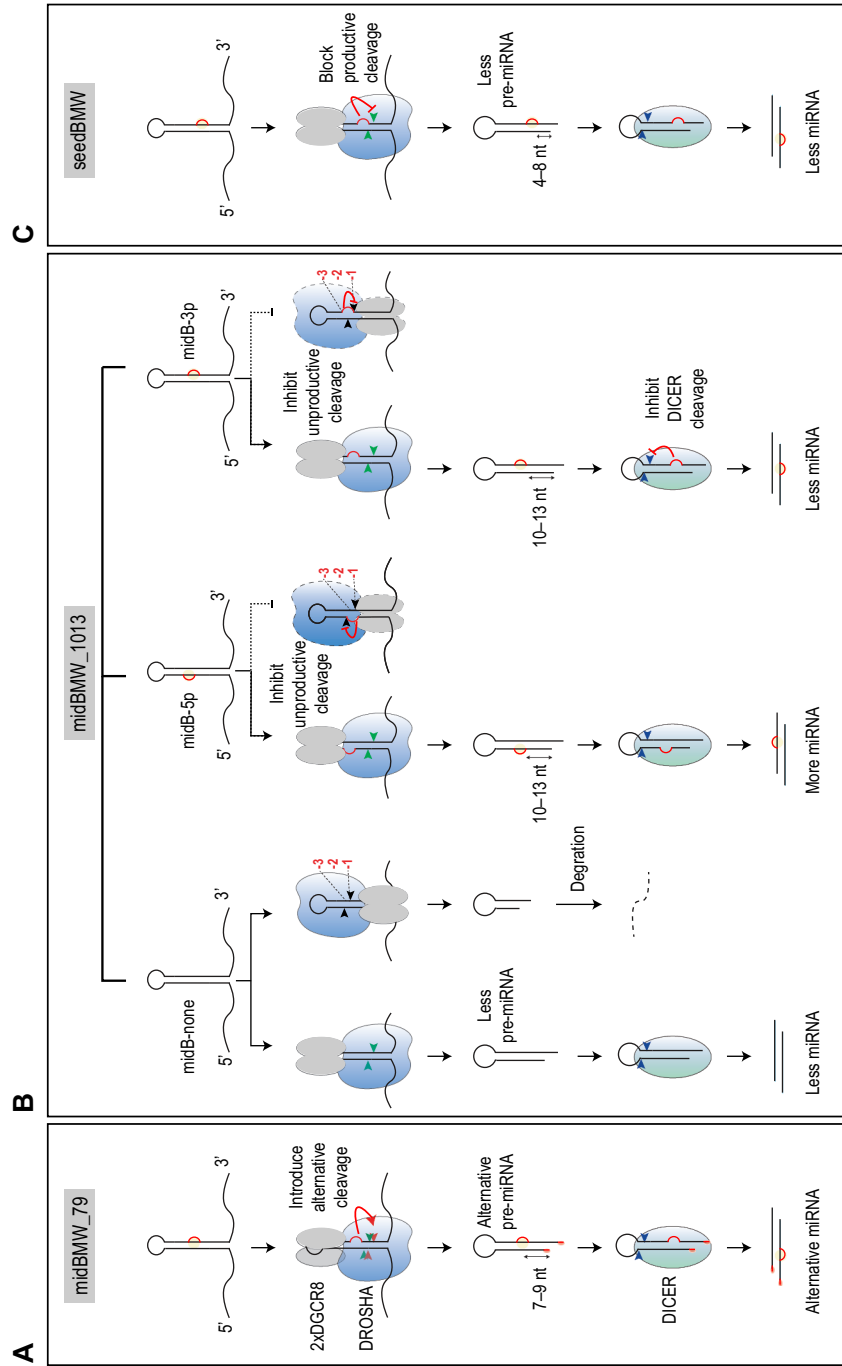 A
midBMW_79
5'
3'
2xDGCR8
DROSHA
Introduce
alternative
cleavage
Alternative
pre-miRNA
7–9 nt
DICER
Alternative miRNA
B
midBMW_1013
midB-none
5'
3'
-3
-2
-1
Less
pre-miRNA
Degration
Less miRNA
midB-5p
5'
3'
Inhibit
unproductive
cleavage
-3
-2
-1
10–13 nt
More miRNA
midB-3p
5'
3'
Inhibit
unproductive
cleavage
-3
-2
-1
10–13 nt
Inhibit
DICER
cleavage
Less miRNA
C
seedBMW
5'
3'
Block
productive
cleavage
Less
pre-miRNA
4–8 nt
Less miRNA